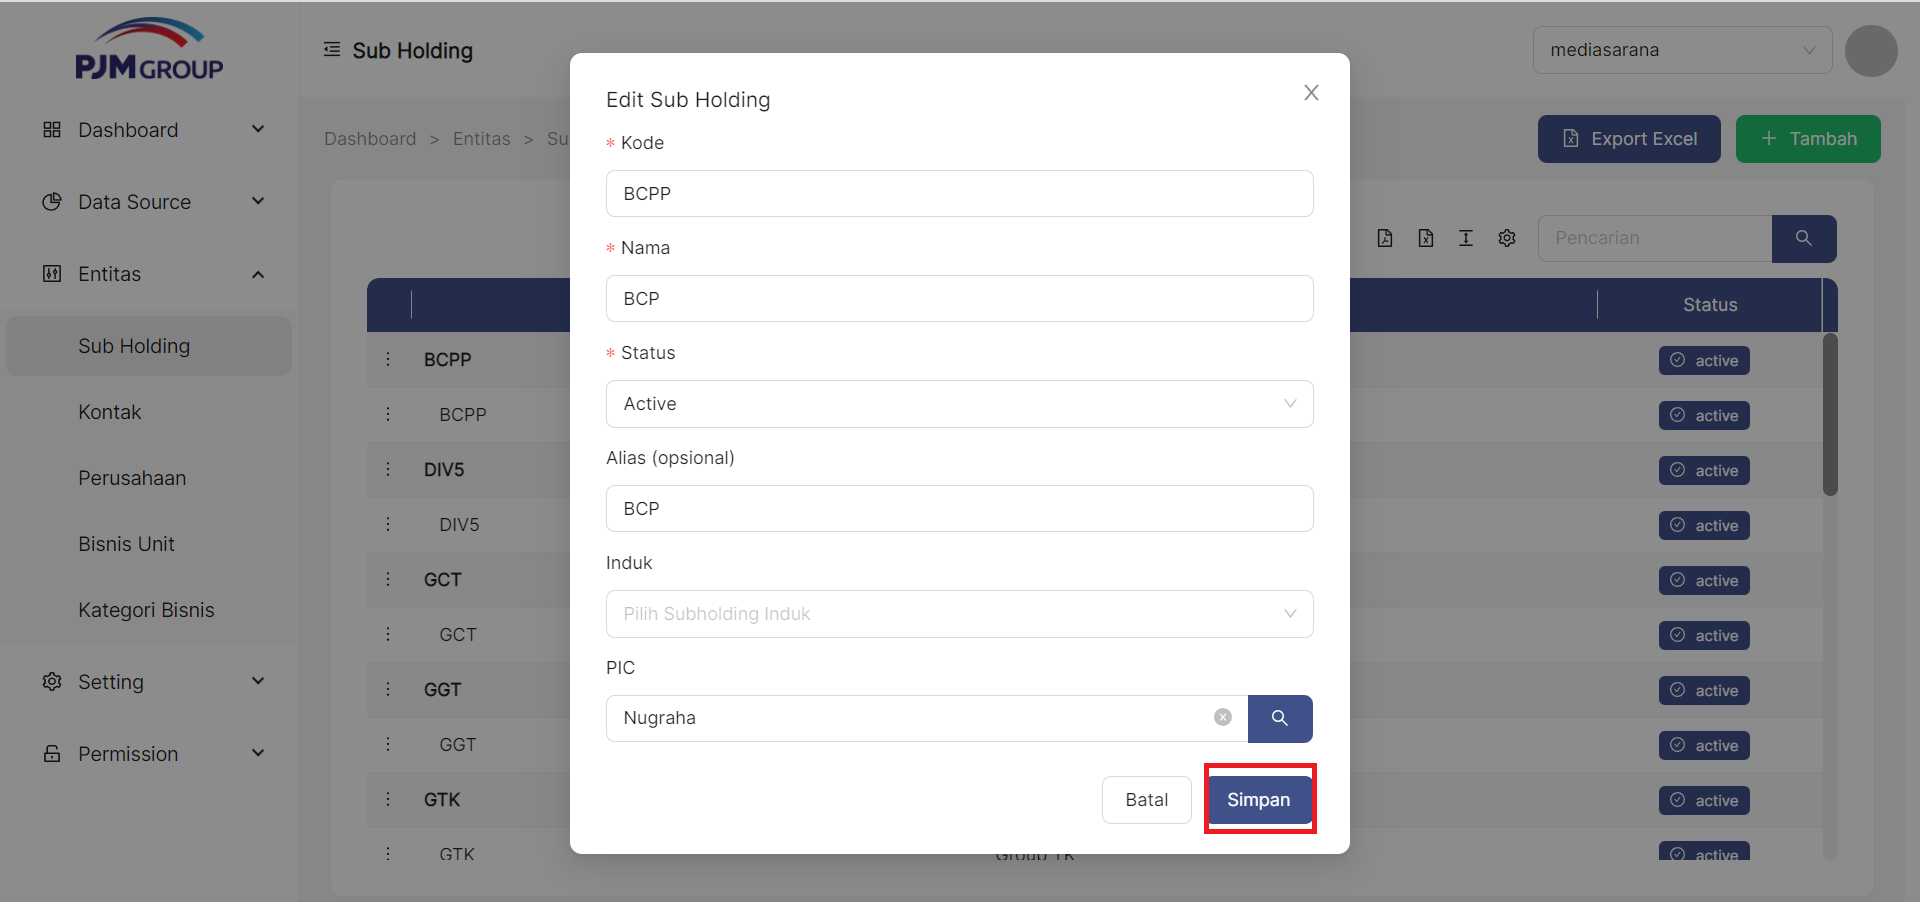 PJM GROUP
Sub Holding
mediasarana
Dashboard
Data Source
Entitas
Sub Holding
Kontak
Perusahaan
Bisnis Unit
Kategori Bisnis
Setting
Permission
Dashboard > Entitas > Su
Export Excel
+ Tambah
Pencarian
Status
BCPP
active
BCPP
active
DIV5
active
DIV5
active
GCT
active
GCT
active
GGT
active
GGT
active
GTK
active
GTK
Group TK
active
Edit Sub Holding
* Kode
BCPP
* Nama
BCP
* Status
Active
Alias (opsional)
BCP
Induk
Pilih Subholding Induk
PIC
Nugraha
Batal
Simpan